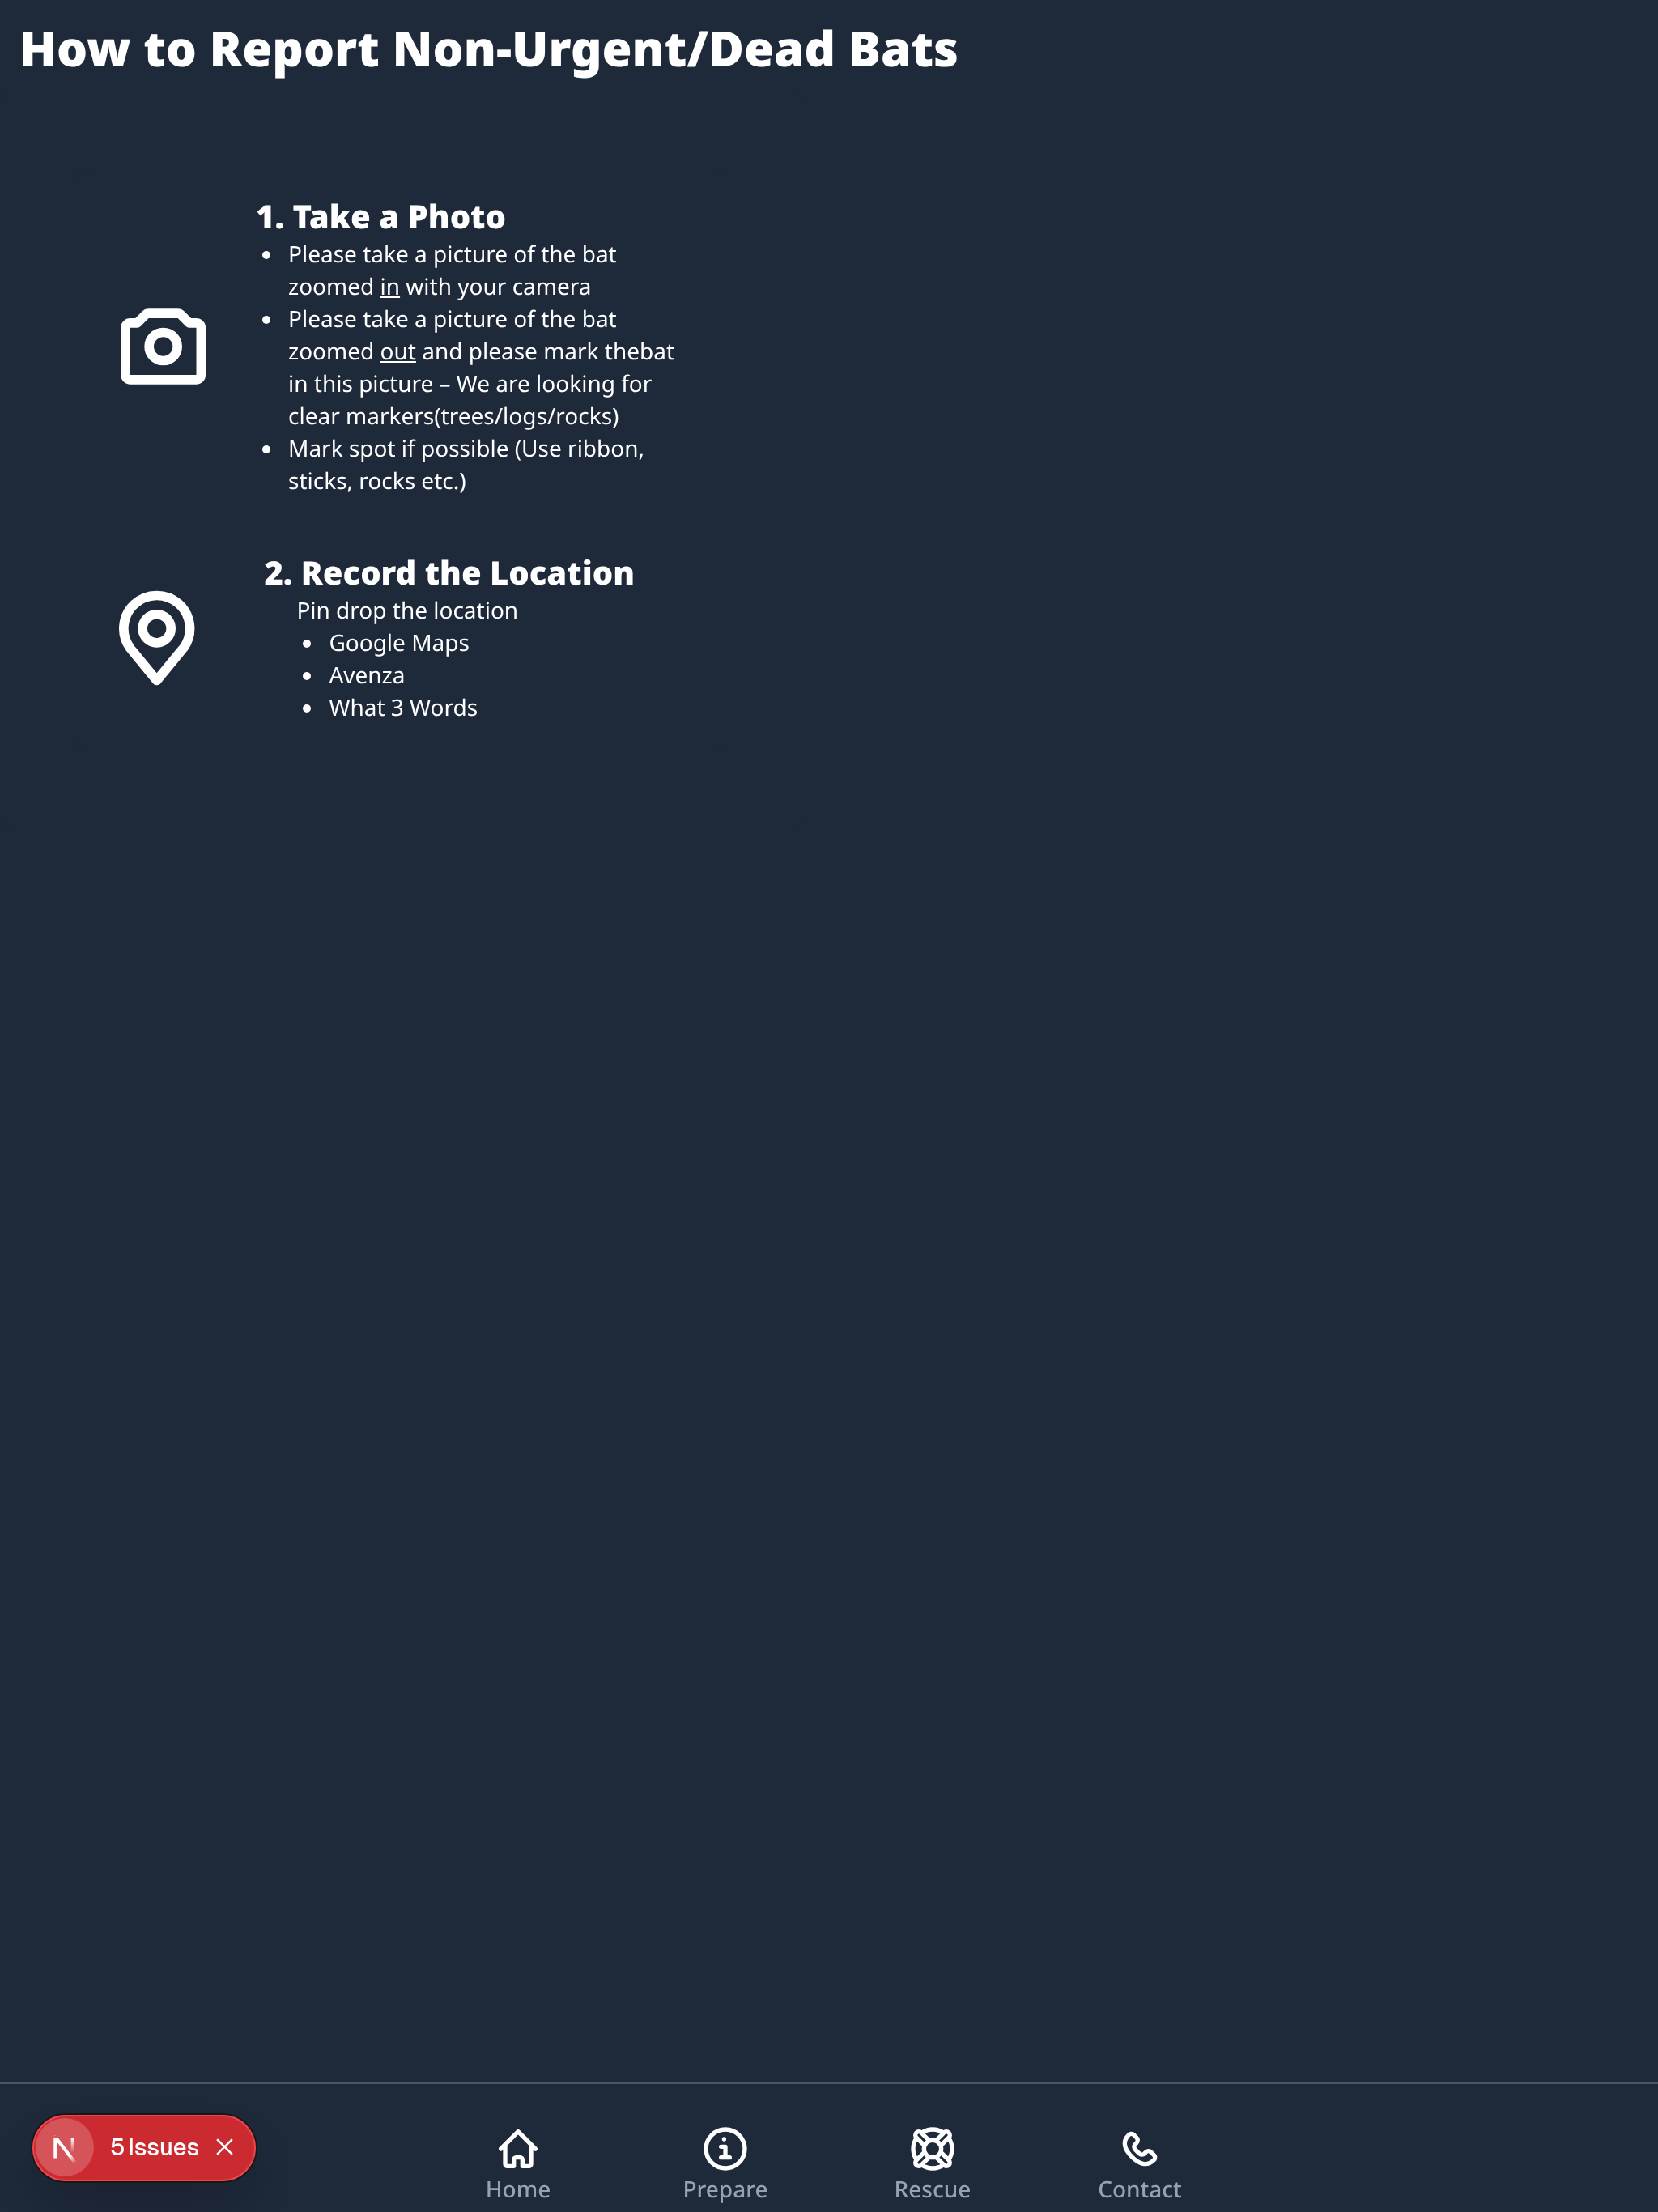 How to Report Non-Urgent/Dead Bats
1. Take a Photo
Please take a picture of the bat
zoomed in with your camera
Please take a picture of the bat
zoomed out and please mark thebat
in this picture – We are looking for
clear markers(trees/logs/rocks)
Mark spot if possible (Use ribbon,
sticks, rocks etc.)
2. Record the Location
Pin drop the location
Google Maps
Avenza
What 3 Words
N 5 Issues
Home Prepare Rescue Contact